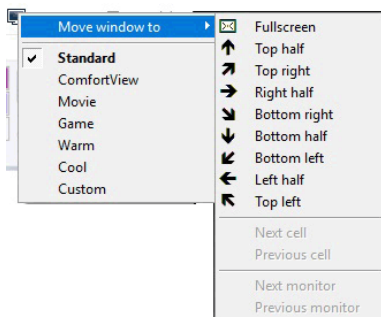 Move window to
Standard
ComfortView
Movie
Game
Warm
Cool
Custom
Fullscreen
Top half
Top right
Right half
Bottom right
Bottom half
Bottom left
Left half
Top left
Next cell
Previous cell
Next monitor
Previous monitor